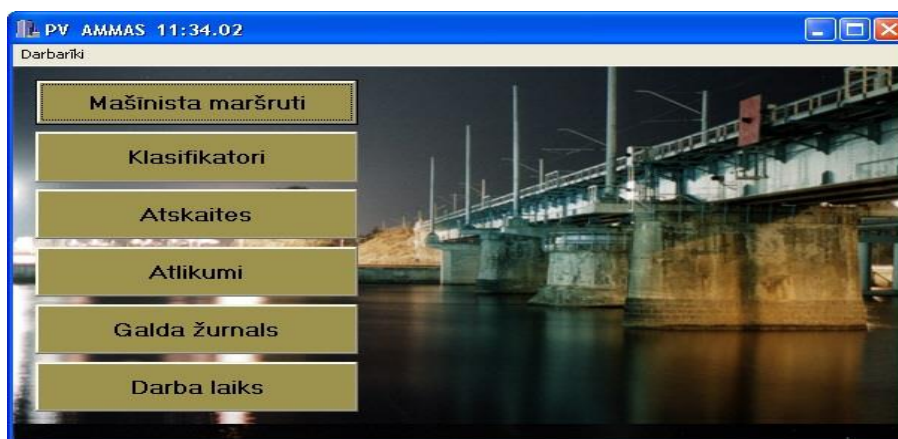 PV AMMAS 11:34.02
Darbarīki
Mašīnista maršruti
Klasifikatori
Atskaites
Atlikumi
Galda žurnals
Darba laiks